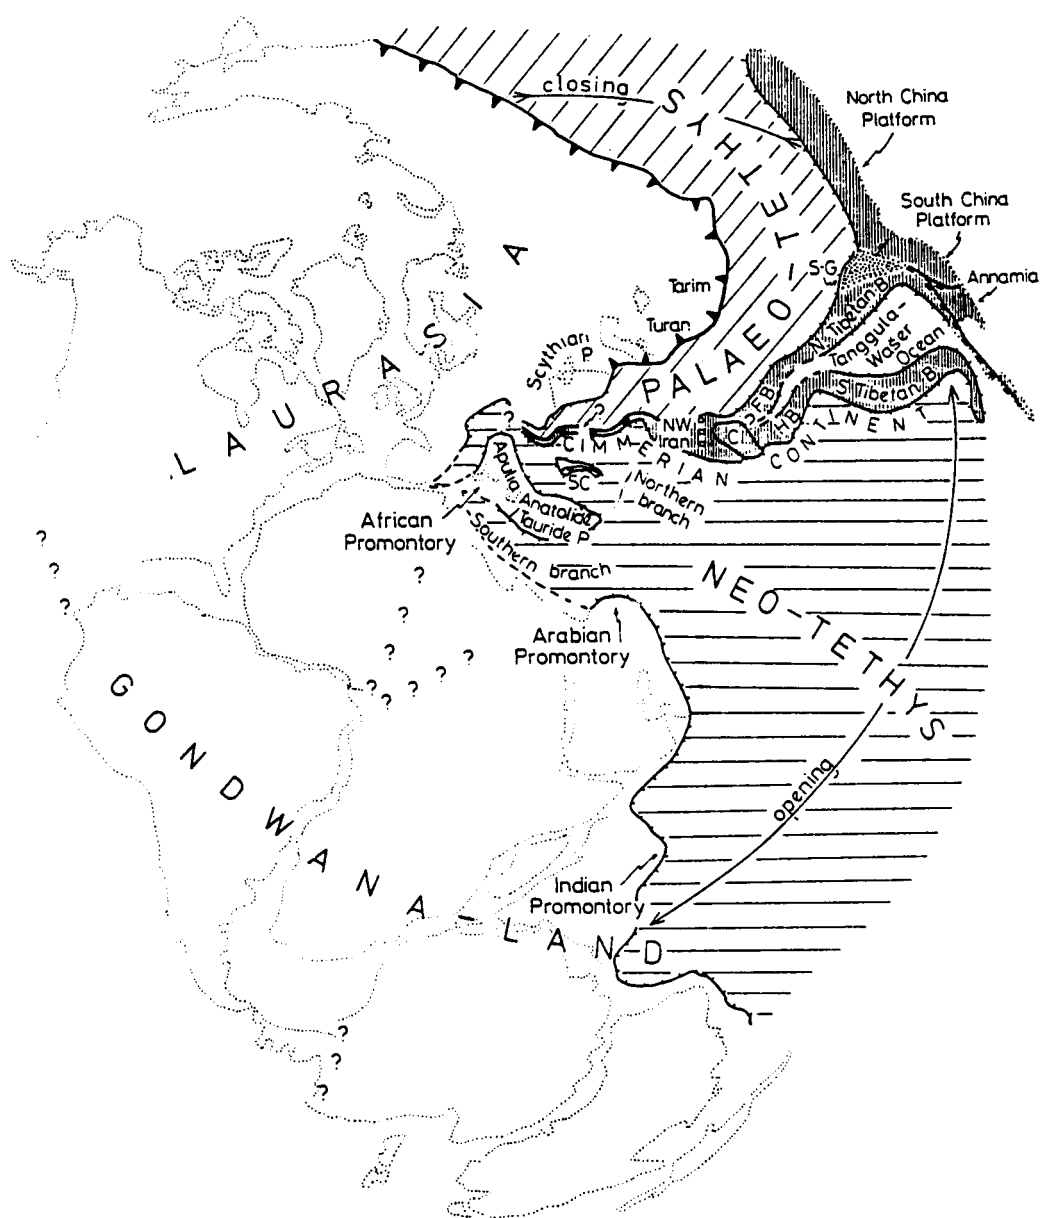 closing
PALAEO-TETHYS
North China
Platform
South China
Platform
S-G
Annamia
N. Tibetan B
Tarim
Tanggula-
Waser
Ocean
Turan
Scythian
P
S Tibetan B
LAURASIA
?
?
NW
Iran
CI
HB
CIMMERIAN CONTINENT
SC
Apulia
Anatolide
Tauride P
Northern
branch
African
Promontory
Southern branch
?
?
?
?
?
?
?
?
?
?
?
NEO-TETHYS
Arabian
Promontory
GONDWANA-LAND
opening
Indian
Promontory
?
?
?